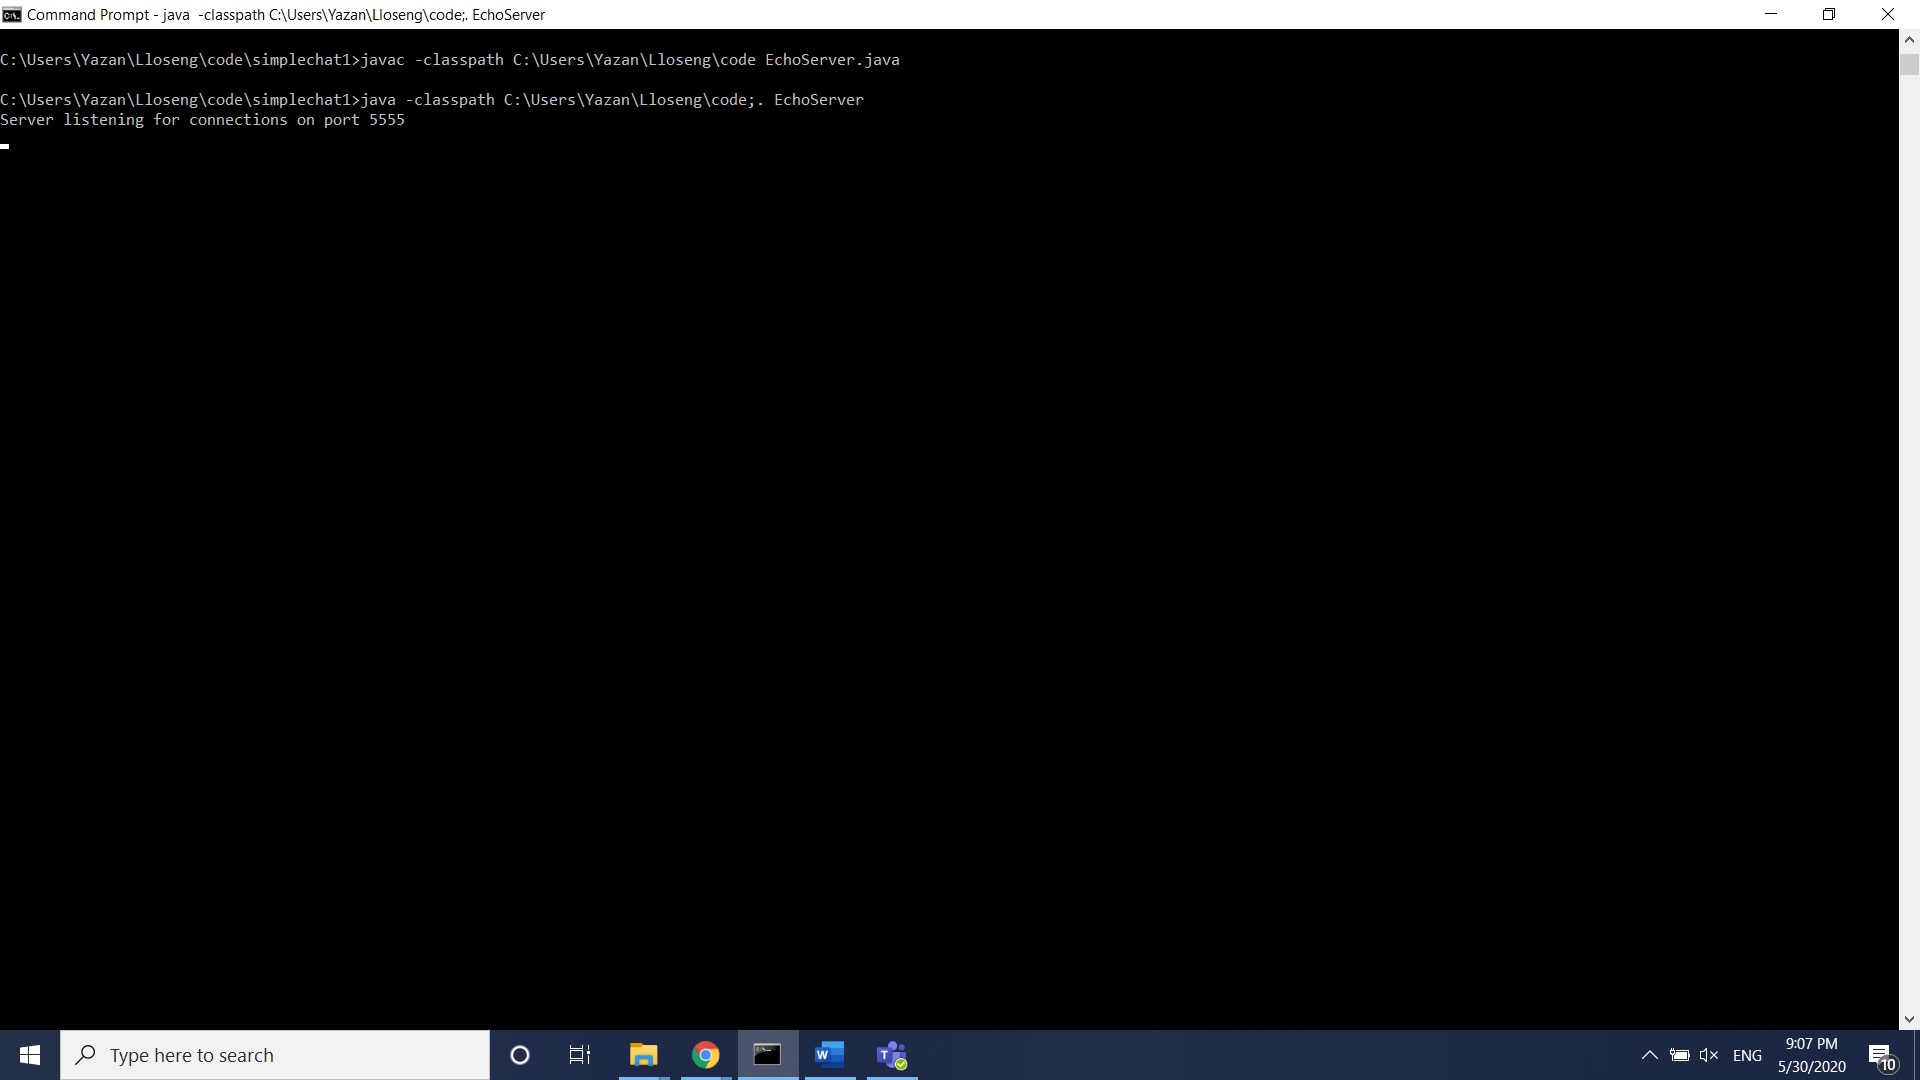 Command Prompt - java  -classpath C:\Users\Yazan\Lloseng\code;. EchoServer
C:\Users\Yazan\Lloseng\code\simplechat1>javac -classpath C:\Users\Yazan\Lloseng\code EchoServer.java
C:\Users\Yazan\Lloseng\code\simplechat1>java -classpath C:\Users\Yazan\Lloseng\code;. EchoServer
Server listening for connections on port 5555
Type here to search
ENG
9:07 PM
5/30/2020
10